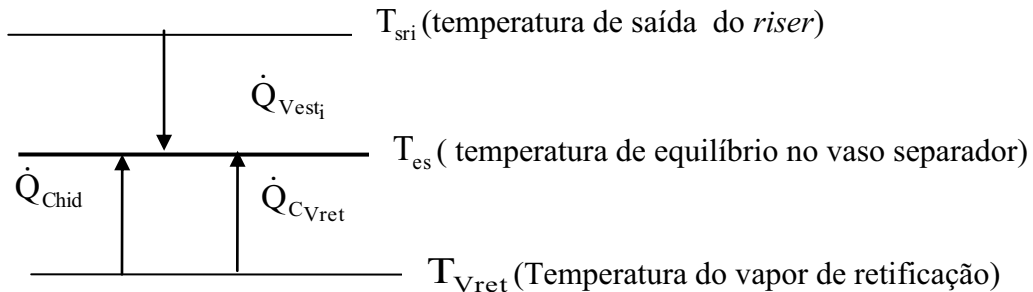 T_sri (temperatura de saída do riser)
Q̇_Vest_i
T_es ( temperatura de equilíbrio no vaso separador)
Q̇_Chid
Q̇_C_Vret
T_Vret (Temperatura do vapor de retificação)